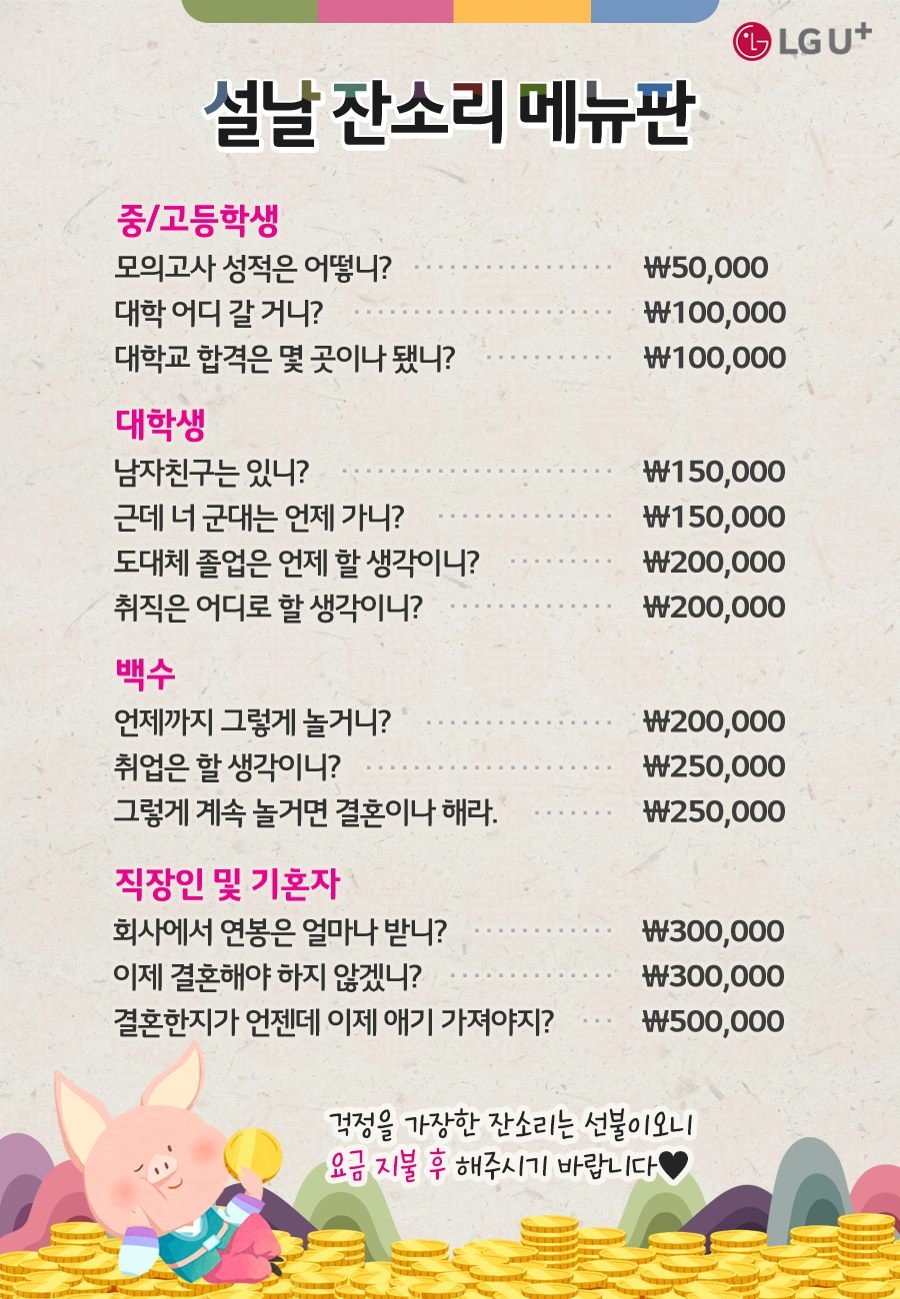 LG U+
설날 잔소리 메뉴판
중/고등학생
모의고사 성적은 어떻니? ₩50,000
대학 어디 갈 거니? ₩100,000
대학교 합격은 몇 곳이나 됐니? ₩100,000
대학생
남자친구는 있니? ₩150,000
근데 너 군대는 언제 가니? ₩150,000
도대체 졸업은 언제 할 생각이니? ₩200,000
취직은 어디로 할 생각이니? ₩200,000
백수
언제까지 그렇게 놀거니? ₩200,000
취업은 할 생각이니? ₩250,000
그렇게 계속 놀거면 결혼이나 해라. ₩250,000
직장인 및 기혼자
회사에서 연봉은 얼마나 받니? ₩300,000
이제 결혼해야 하지 않겠니? ₩300,000
결혼한지가 언젠데 이제 애기 가져야지? ₩500,000
걱정을 가장한 잔소리는 선불이오니
요금 지불 후 해주시기 바랍니다♥